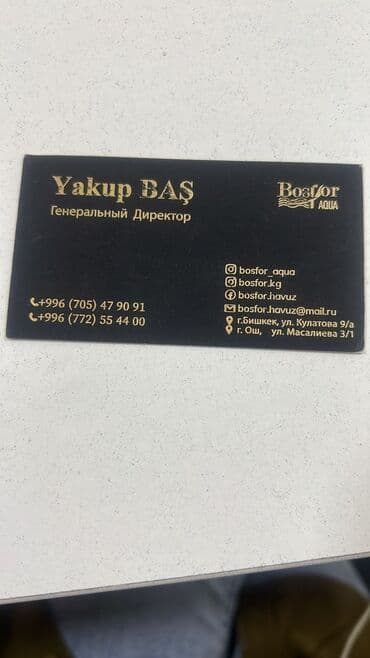 Yakup BAŞ
Генеральный Директор
Bosfor
AQUA
+996 (705) 47 90 91
+996 (772) 55 44 00
bosfor_aqua
bosfor.kg
bosfor.havuz
bosfor.havuz@mail.ru
г.Бишкек, ул. Кулатова 9/а
г. Ош, ул. Масалиева 3/1